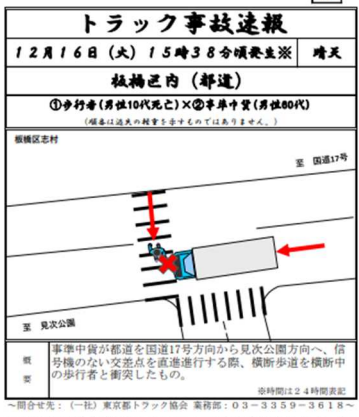 トラック事故速報
12月16日（火）15時38分頃発生※
晴天
板橋区内（都道）
①歩行者(男性10代死亡)×②事準中貨(男性60代)
（順番は過失の軽重を示すものではありません。）
板橋区志村
至 国道17号
至 見次公園
概要
事準中貨が都道を国道17号方向から見次公園方向へ、信
号機のない交差点を直進進行する際、横断歩道を横断中
の歩行者と衝突したもの。
※時間は24時間表記
～問合せ先：（一社）東京都トラック協会 業務部：03－3359－3618～